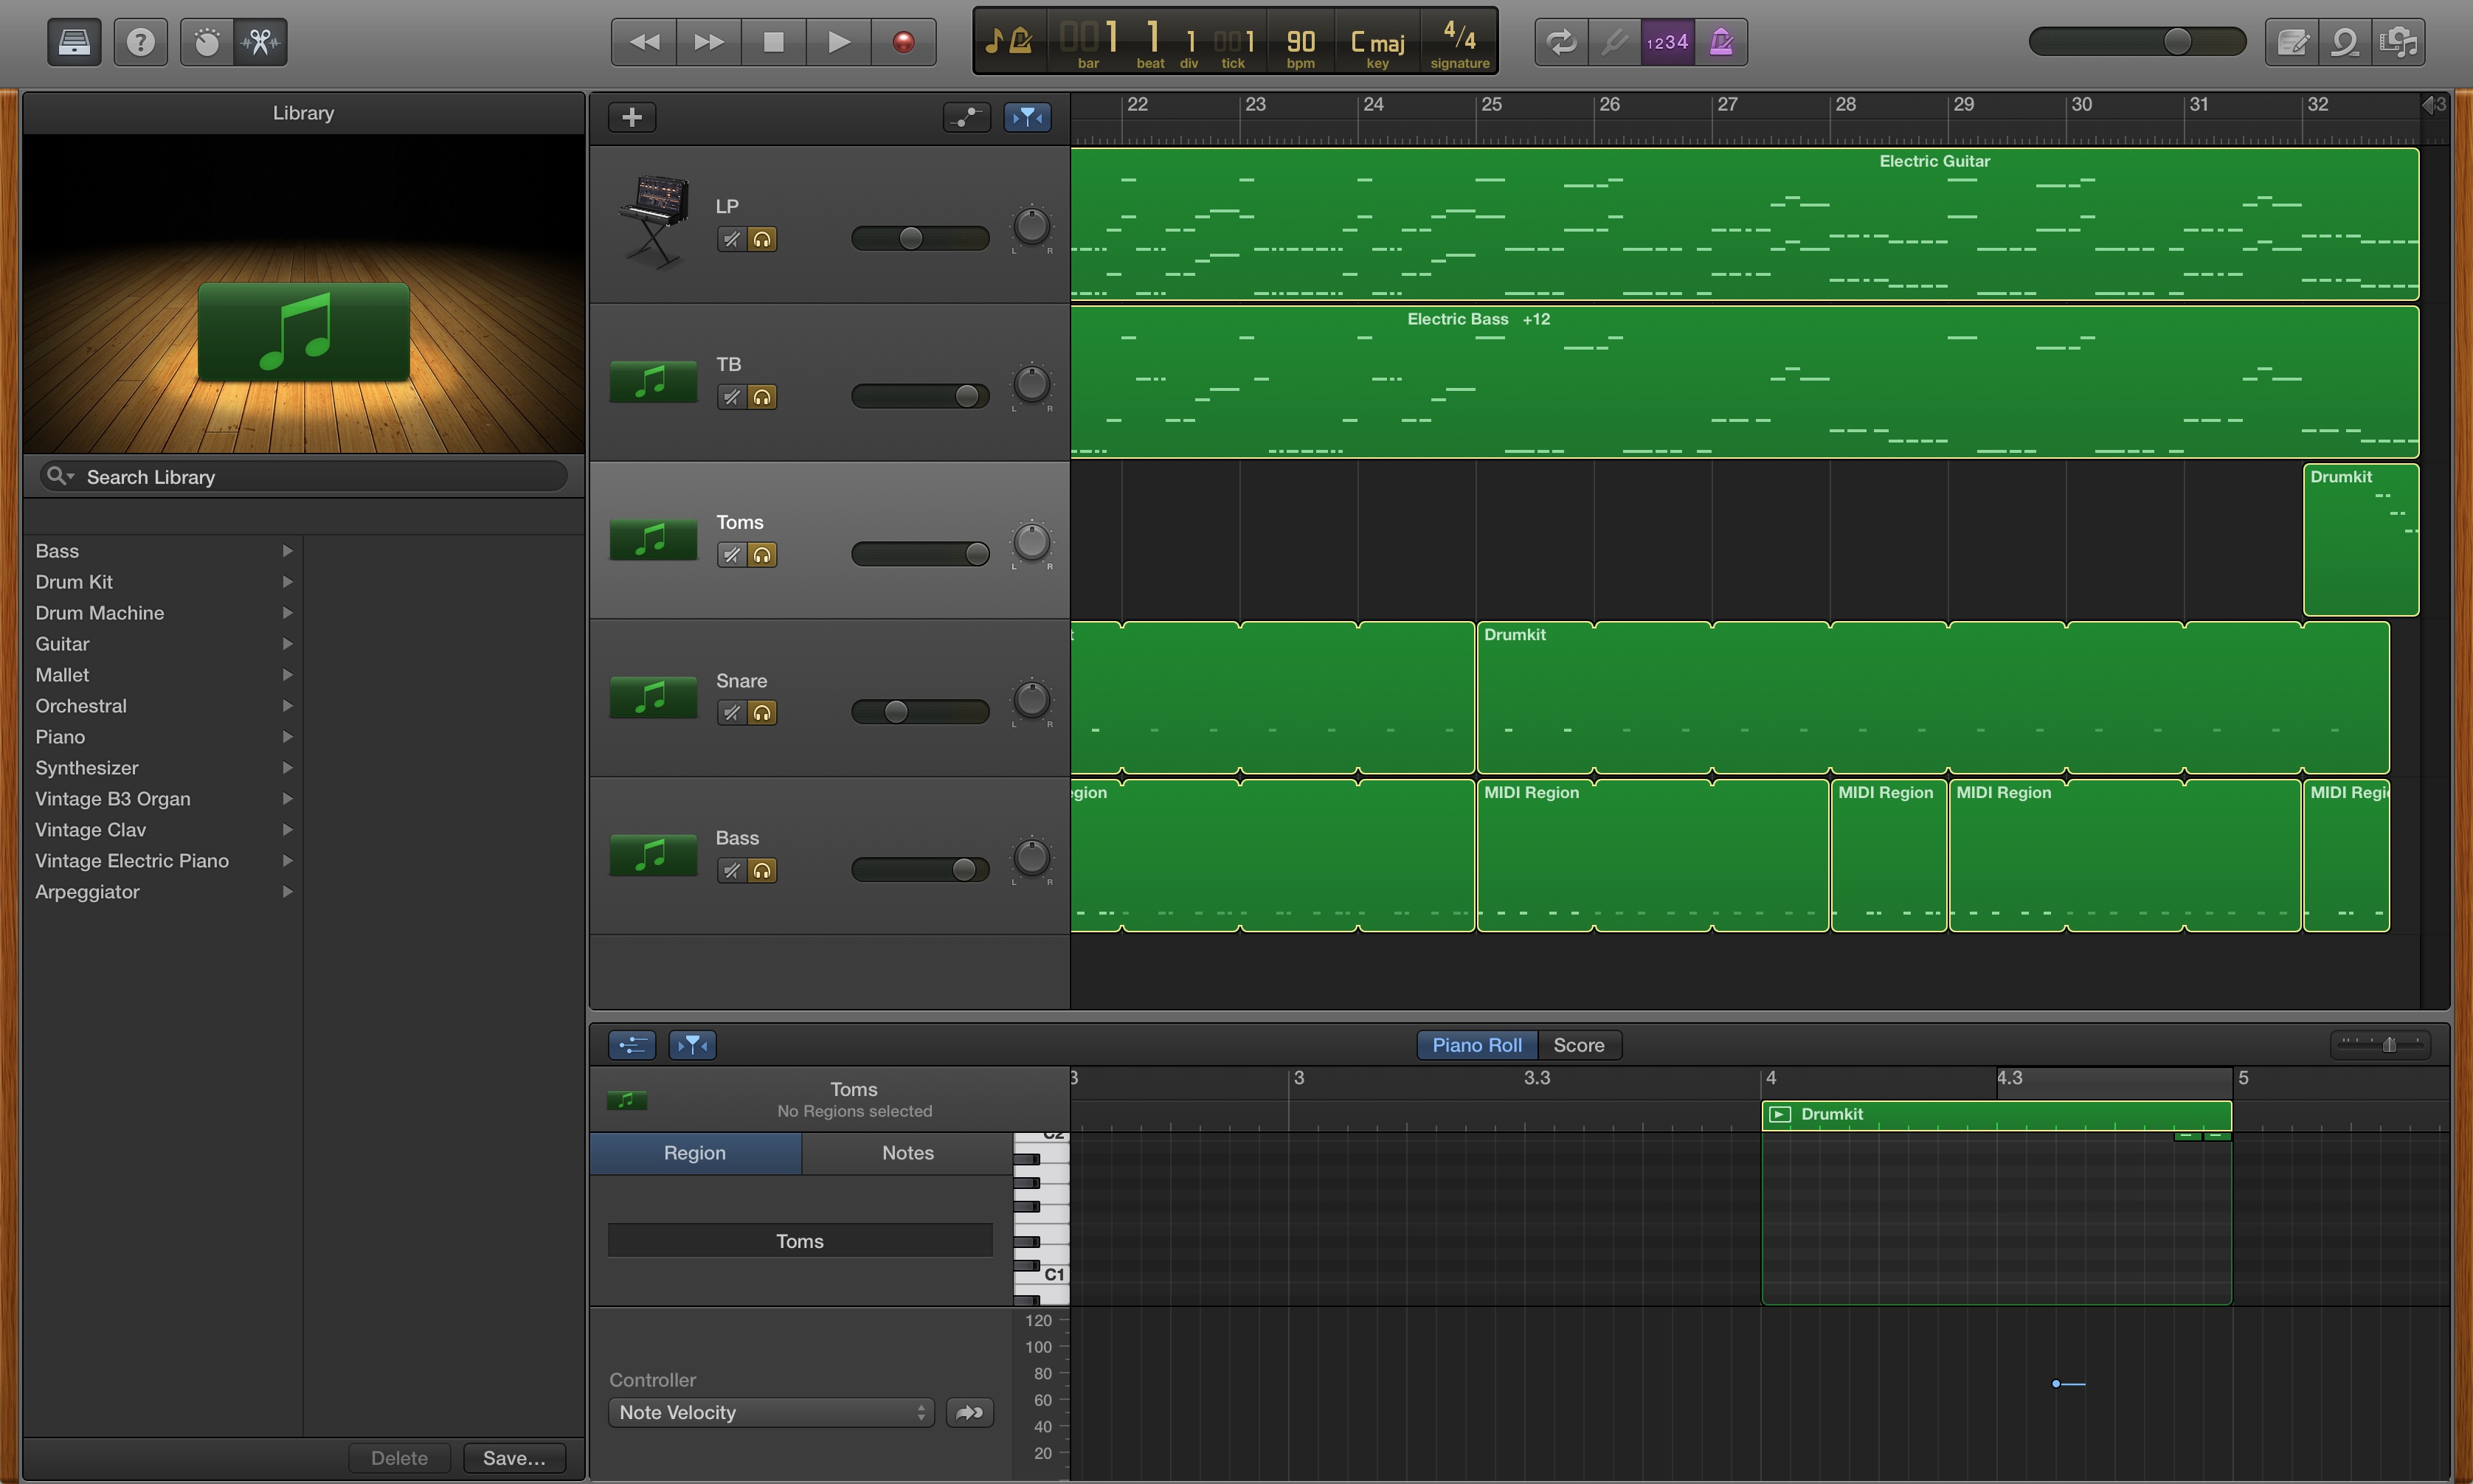 001 1 1 001 90 C maj 4/4
bar beat div tick bpm key signature
1234
Library
Search Library
Bass
Drum Kit
Drum Machine
Guitar
Mallet
Orchestral
Piano
Synthesizer
Vintage B3 Organ
Vintage Clav
Vintage Electric Piano
Arpeggiator
Delete Save...
22 23 24 25 26 27 28 29 30 31 32
LP
L R
Electric Guitar
TB
L R
Electric Bass +12
Toms
L R
Drumkit
Snare
L R
Drumkit
Bass
L R
MIDI Region MIDI Region MIDI Region
Piano Roll Score
Toms
No Regions selected
3 3.3 4 4.3 5
Drumkit
Region Notes
C2
Toms
C1
Controller
Note Velocity
120
100
80
60
40
20